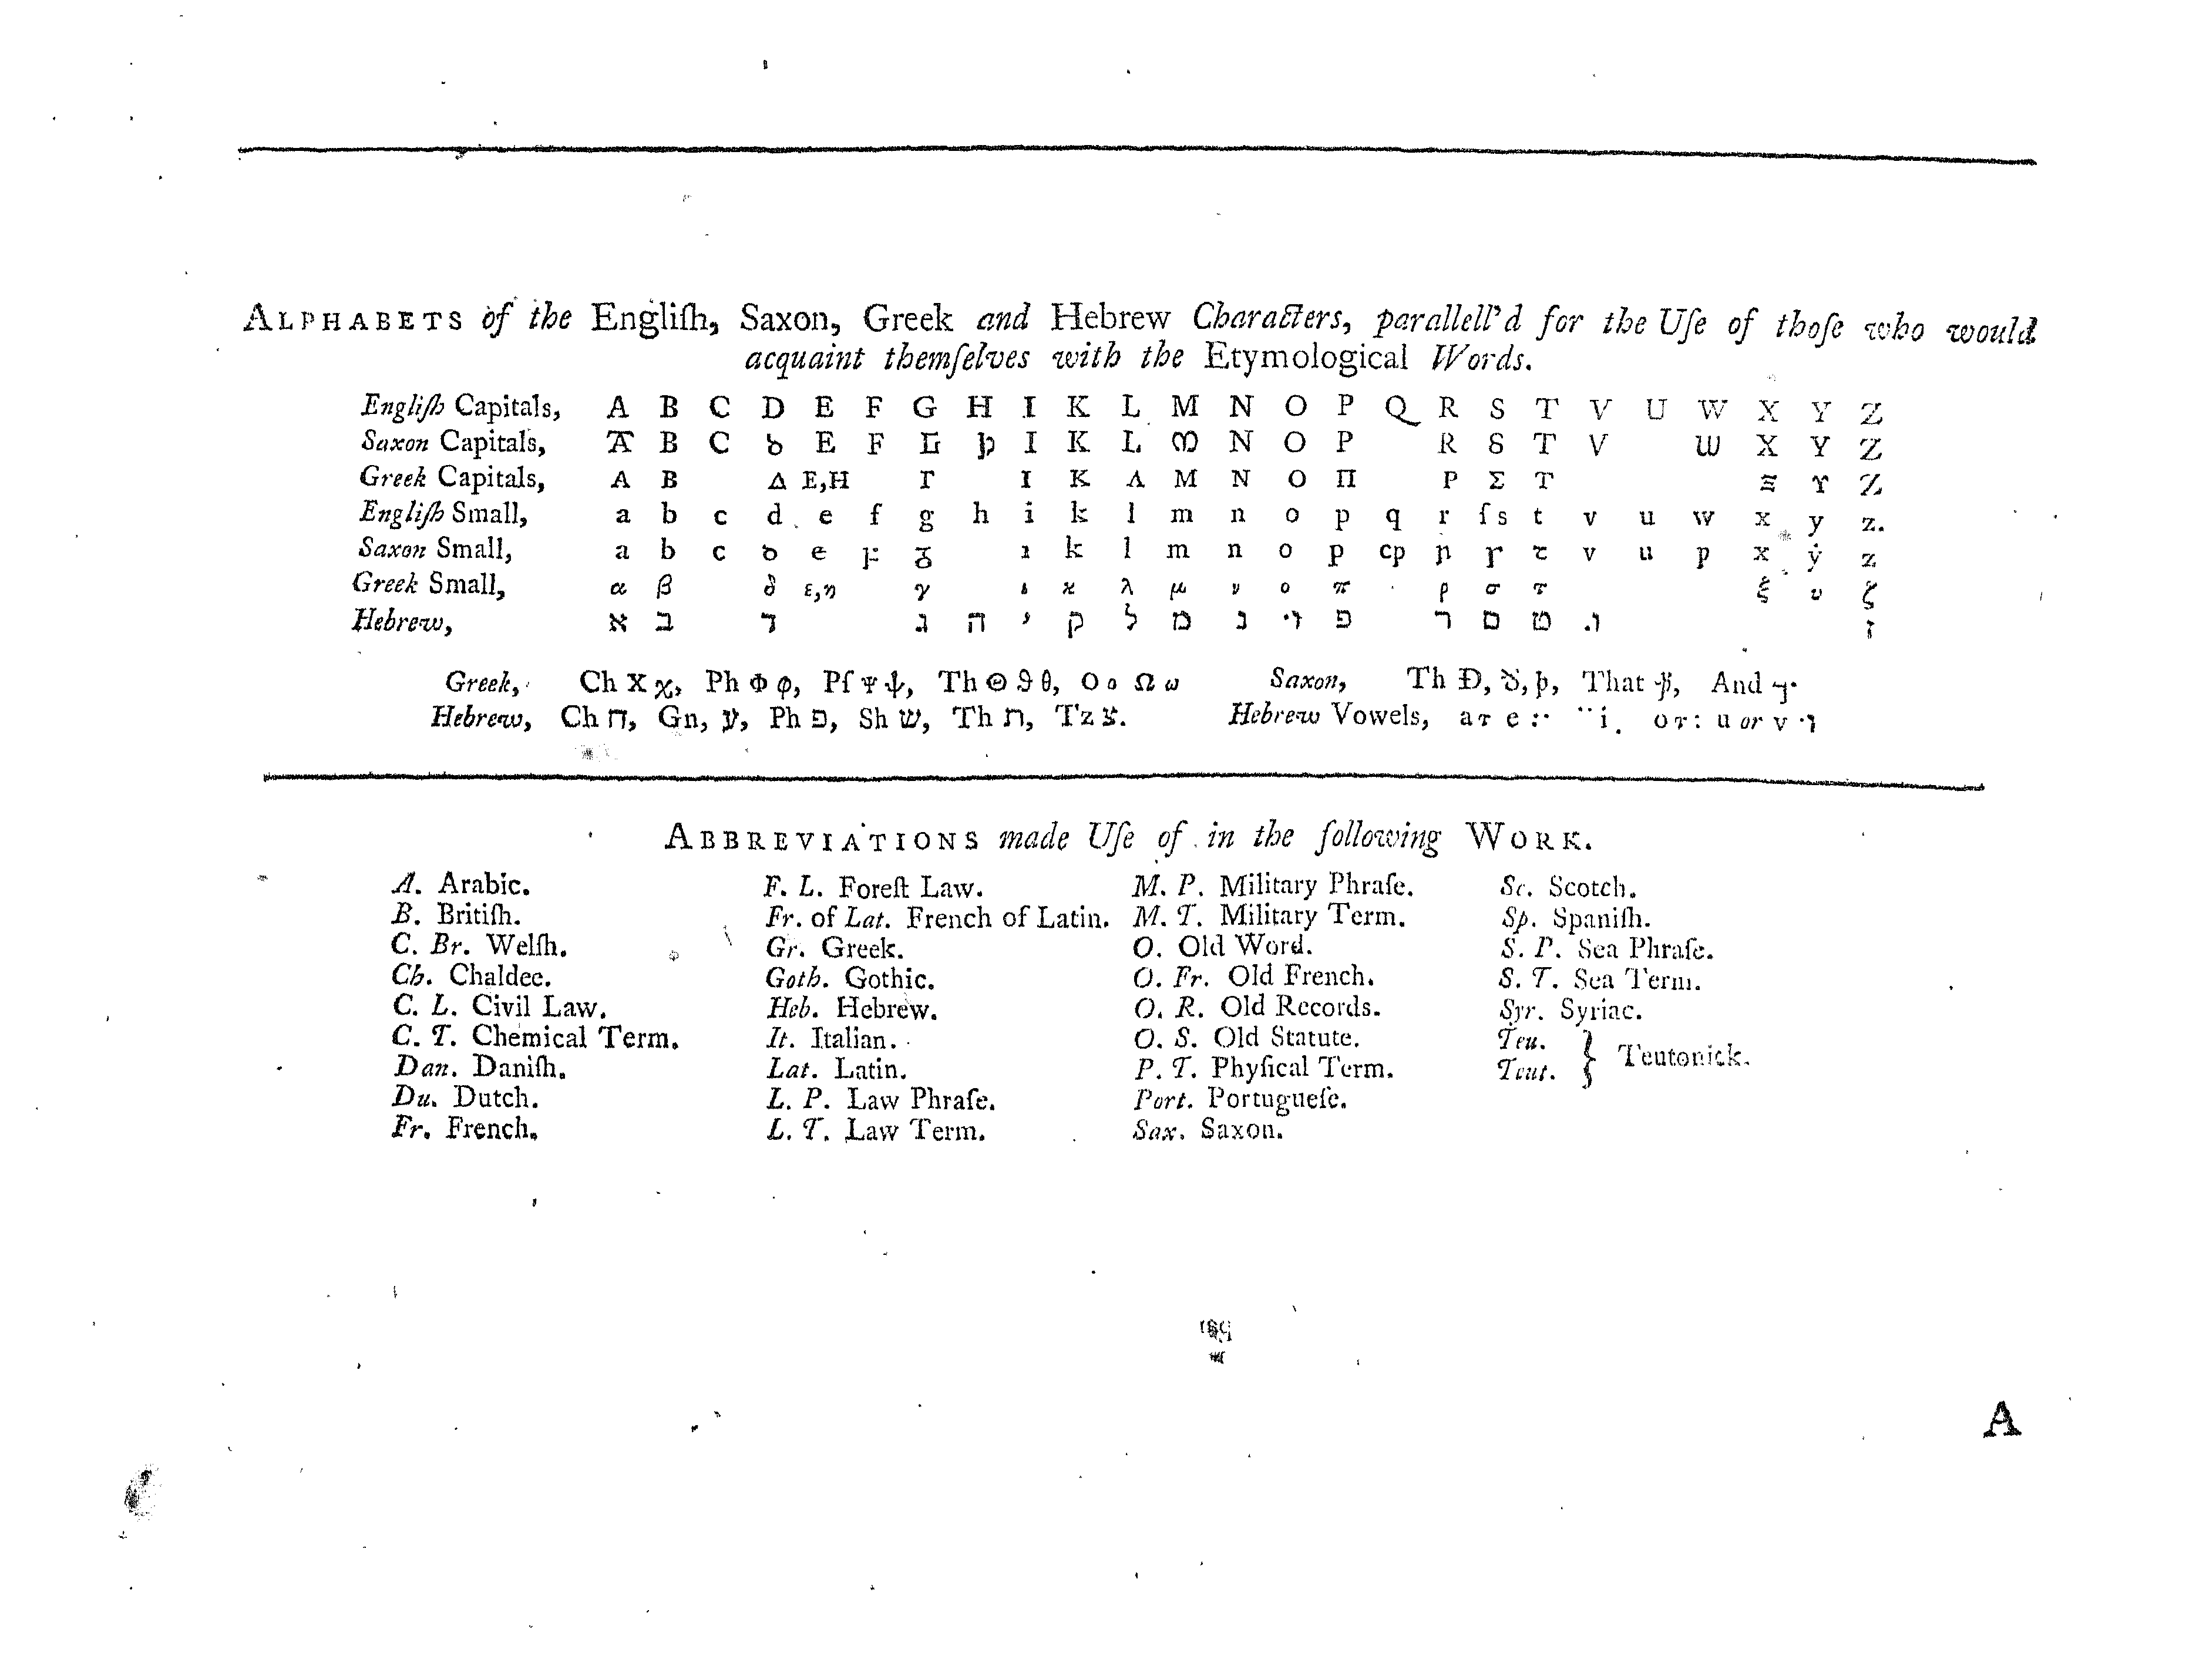 ALPHABETS of the Engliſh, Saxon, Greek and Hebrew Characters, parallell'd for the Uſe of thoſe who would
acquaint themſelves with the Etymological Words.
Engliſh Capitals, A B C D E F G H I K L M N O P Q R S T V U W X Y Z
Saxon Capitals, A B C Ꝺ E F G Þ I K L M N O P R S T V W X Y Z
Greek Capitals, Α Β Δ Ε,Η Γ Ι Κ Λ Μ Ν Ο Π Ρ Σ Τ Ξ Υ Ζ
Engliſh Small, a b c d e f g h i k l m n o p q r ſs t v u w x y z.
Saxon Small, a b c ꝺ e ꝼ ᵹ ı k l m n o p cp ꞃ ꞅ ꞇ v u ƿ x ẏ z
Greek Small, α β δ ε,η γ ι κ λ μ ν ο π ρ σ τ ξ υ ζ
Hebrew, א ב ד ג ה י ק ל מ נ וֹ פ ר ס ט וּ ז
Greek, Ch Χ χ, Ph Φ φ, Pſ Ψ ψ, Th Θ ϑ θ, Ο ο Ω ω Saxon, Th Ð, ð, þ, That ꝥ, And ⁊.
Hebrew, Ch ח, Gn, ע, Ph פ, Sh ש, Th ת, Tz צ. Hebrew Vowels, a e i o u or v
ABBREVIATIONS made Uſe of in the following WORK.
A. Arabic.
B. Britiſh.
C. Br. Welſh.
Ch. Chaldee.
C. L. Civil Law.
C. T. Chemical Term.
Dan. Daniſh.
Du. Dutch.
Fr. French.
F. L. Foreſt Law.
Fr. of Lat. French of Latin.
Gr. Greek.
Goth. Gothic.
Heb. Hebrew.
It. Italian.
Lat. Latin.
L. P. Law Phraſe.
L. T. Law Term.
M. P. Military Phraſe.
M. T. Military Term.
O. Old Word.
O. Fr. Old French.
O. R. Old Records.
O. S. Old Statute.
P. T. Phyſical Term.
Port. Portugueſe.
Sax. Saxon.
Sc. Scotch.
Sp. Spaniſh.
S. P. Sea Phraſe.
S. T. Sea Term.
Syr. Syriac.
Teu.
Teut. } Teutonick.
A